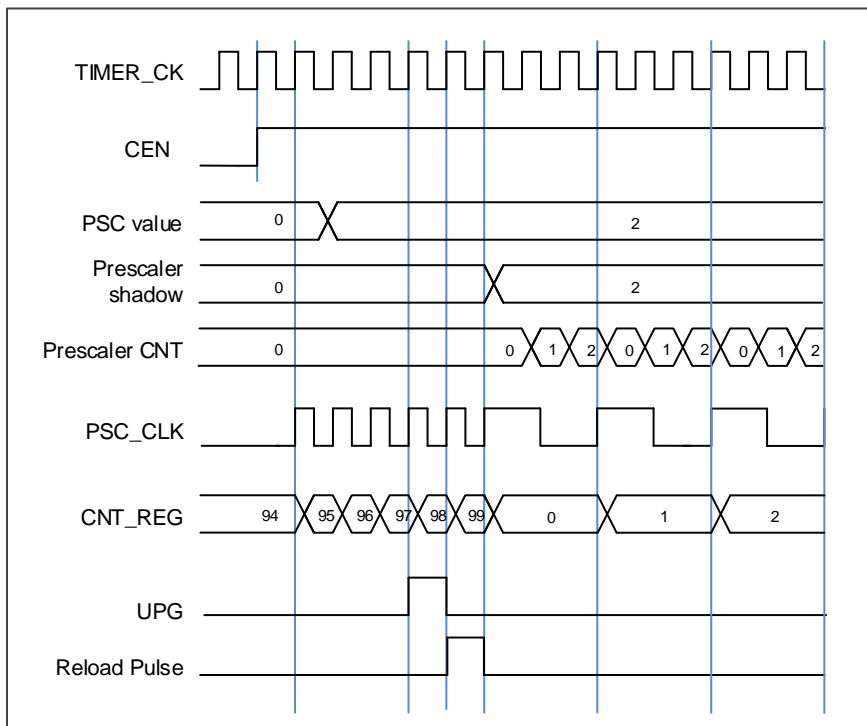 TIMER_CK
CEN
PSC value 0 2
Prescaler
shadow 0 2
Prescaler CNT 0 0 1 2 0 1 2 0 1 2
PSC_CLK
CNT_REG 94 95 96 97 98 99 0 1 2
UPG
Reload Pulse